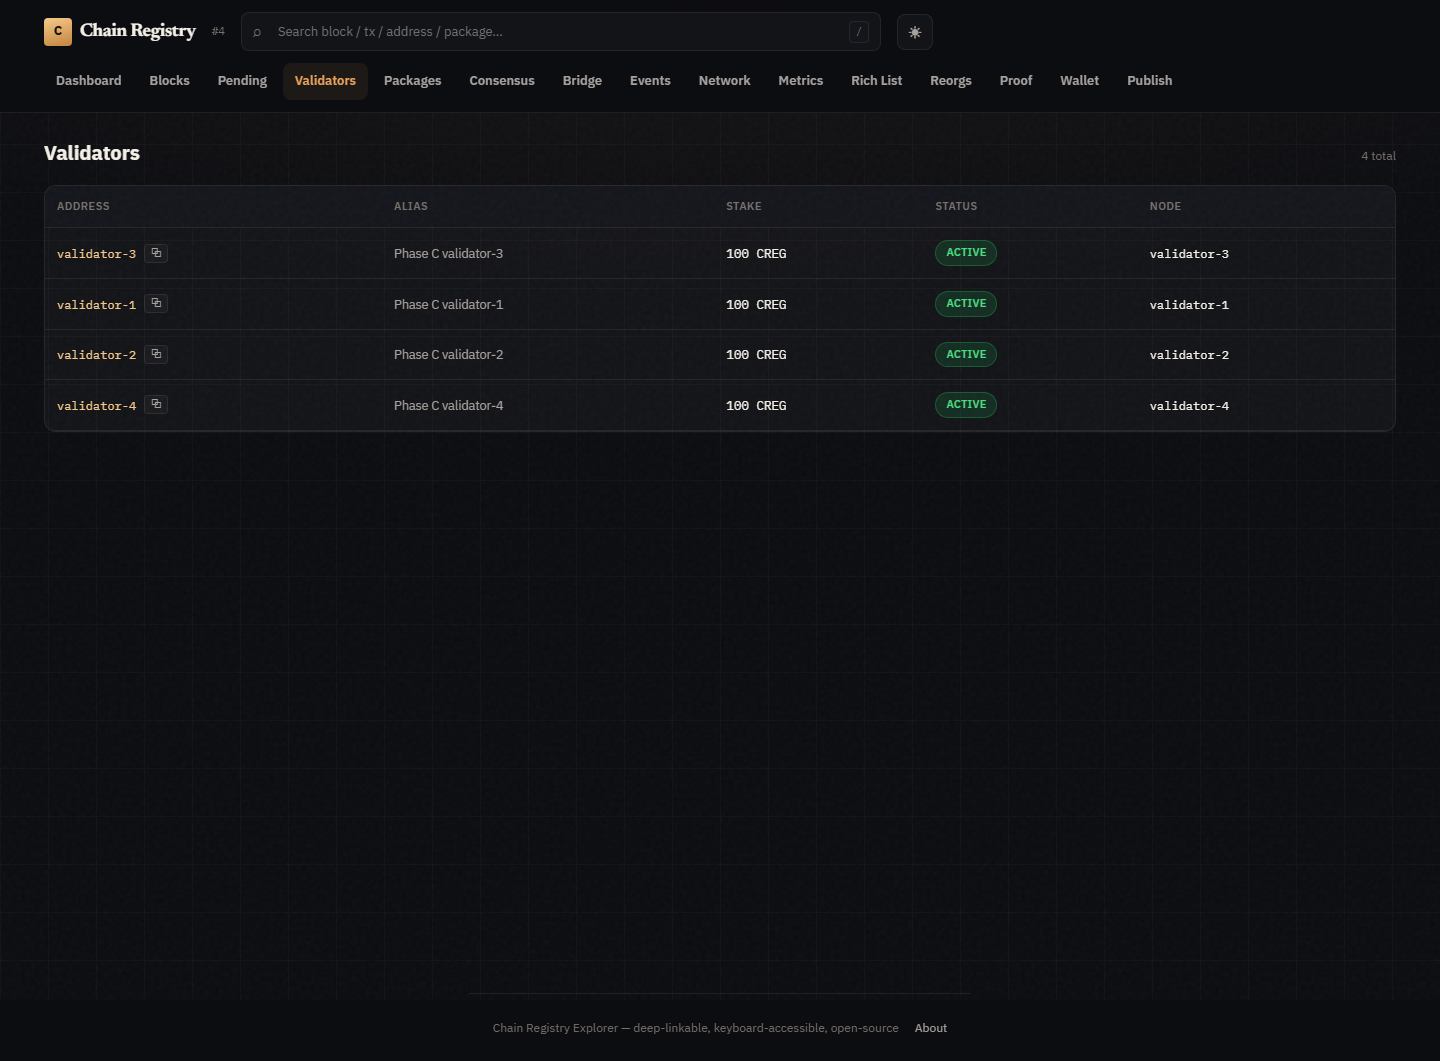 C Chain Registry #4 Search block / tx / address / package... /
Dashboard Blocks Pending Validators Packages Consensus Bridge Events Network Metrics Rich List Reorgs Proof Wallet Publish
Validators 4 total
ADDRESS ALIAS STAKE STATUS NODE
validator-3 Phase C validator-3 100 CREG ACTIVE validator-3
validator-1 Phase C validator-1 100 CREG ACTIVE validator-1
validator-2 Phase C validator-2 100 CREG ACTIVE validator-2
validator-4 Phase C validator-4 100 CREG ACTIVE validator-4
Chain Registry Explorer — deep-linkable, keyboard-accessible, open-source About